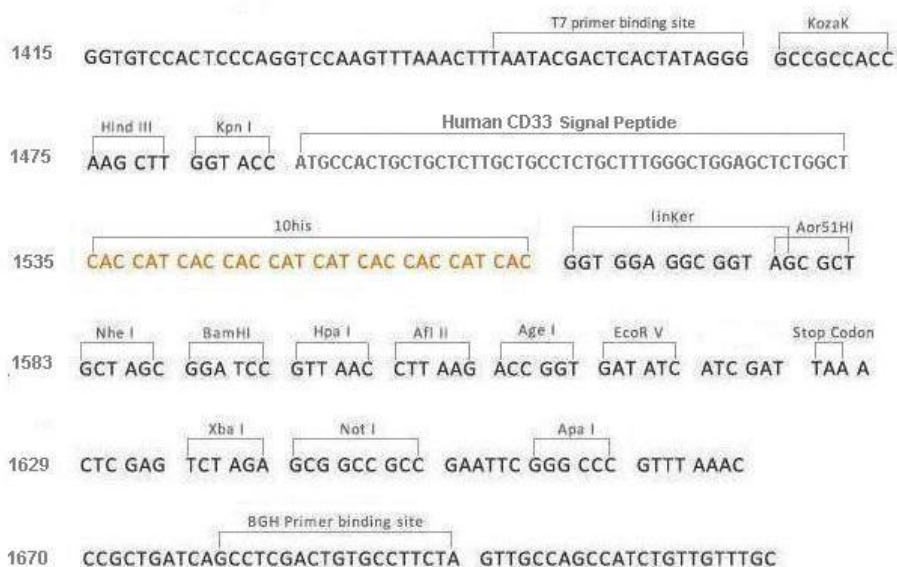 T7 primer binding site KozaK
1415 GGTGTCCACTCCCAGGTCCAAGTTTAAACTTTAATACGACTCACTATAGGG GCCGCCACC
Hind III Kpn I Human CD33 Signal Peptide
1475 AAG CTT GGT ACC ATGCCACTGCTGCTCTTGCTGCCTCTGCTTTGGGCTGGAGCTCTGGCT
10his linker Aor51HI
1535 CAC CAT CAC CAC CAT CAT CAC CAC CAT CAC GGT GGA GGC GGT AGC GCT
Nhe I BamHI Hpa I Afl II Age I EcoR V Stop Codon
1583 GCT AGC GGA TCC GTT AAC CTT AAG ACC GGT GAT ATC ATC GAT TAA A
Xba I Not I Apa I
1629 CTC GAG TCT AGA GCG GCC GCC GAATTC GGG CCC GTTT AAAC
BGH Primer binding site
1670 CCGCTGATCAGCCTCGACTGTGCCTTCTA GTTGCCAGCCATCTGTTGTTTGC